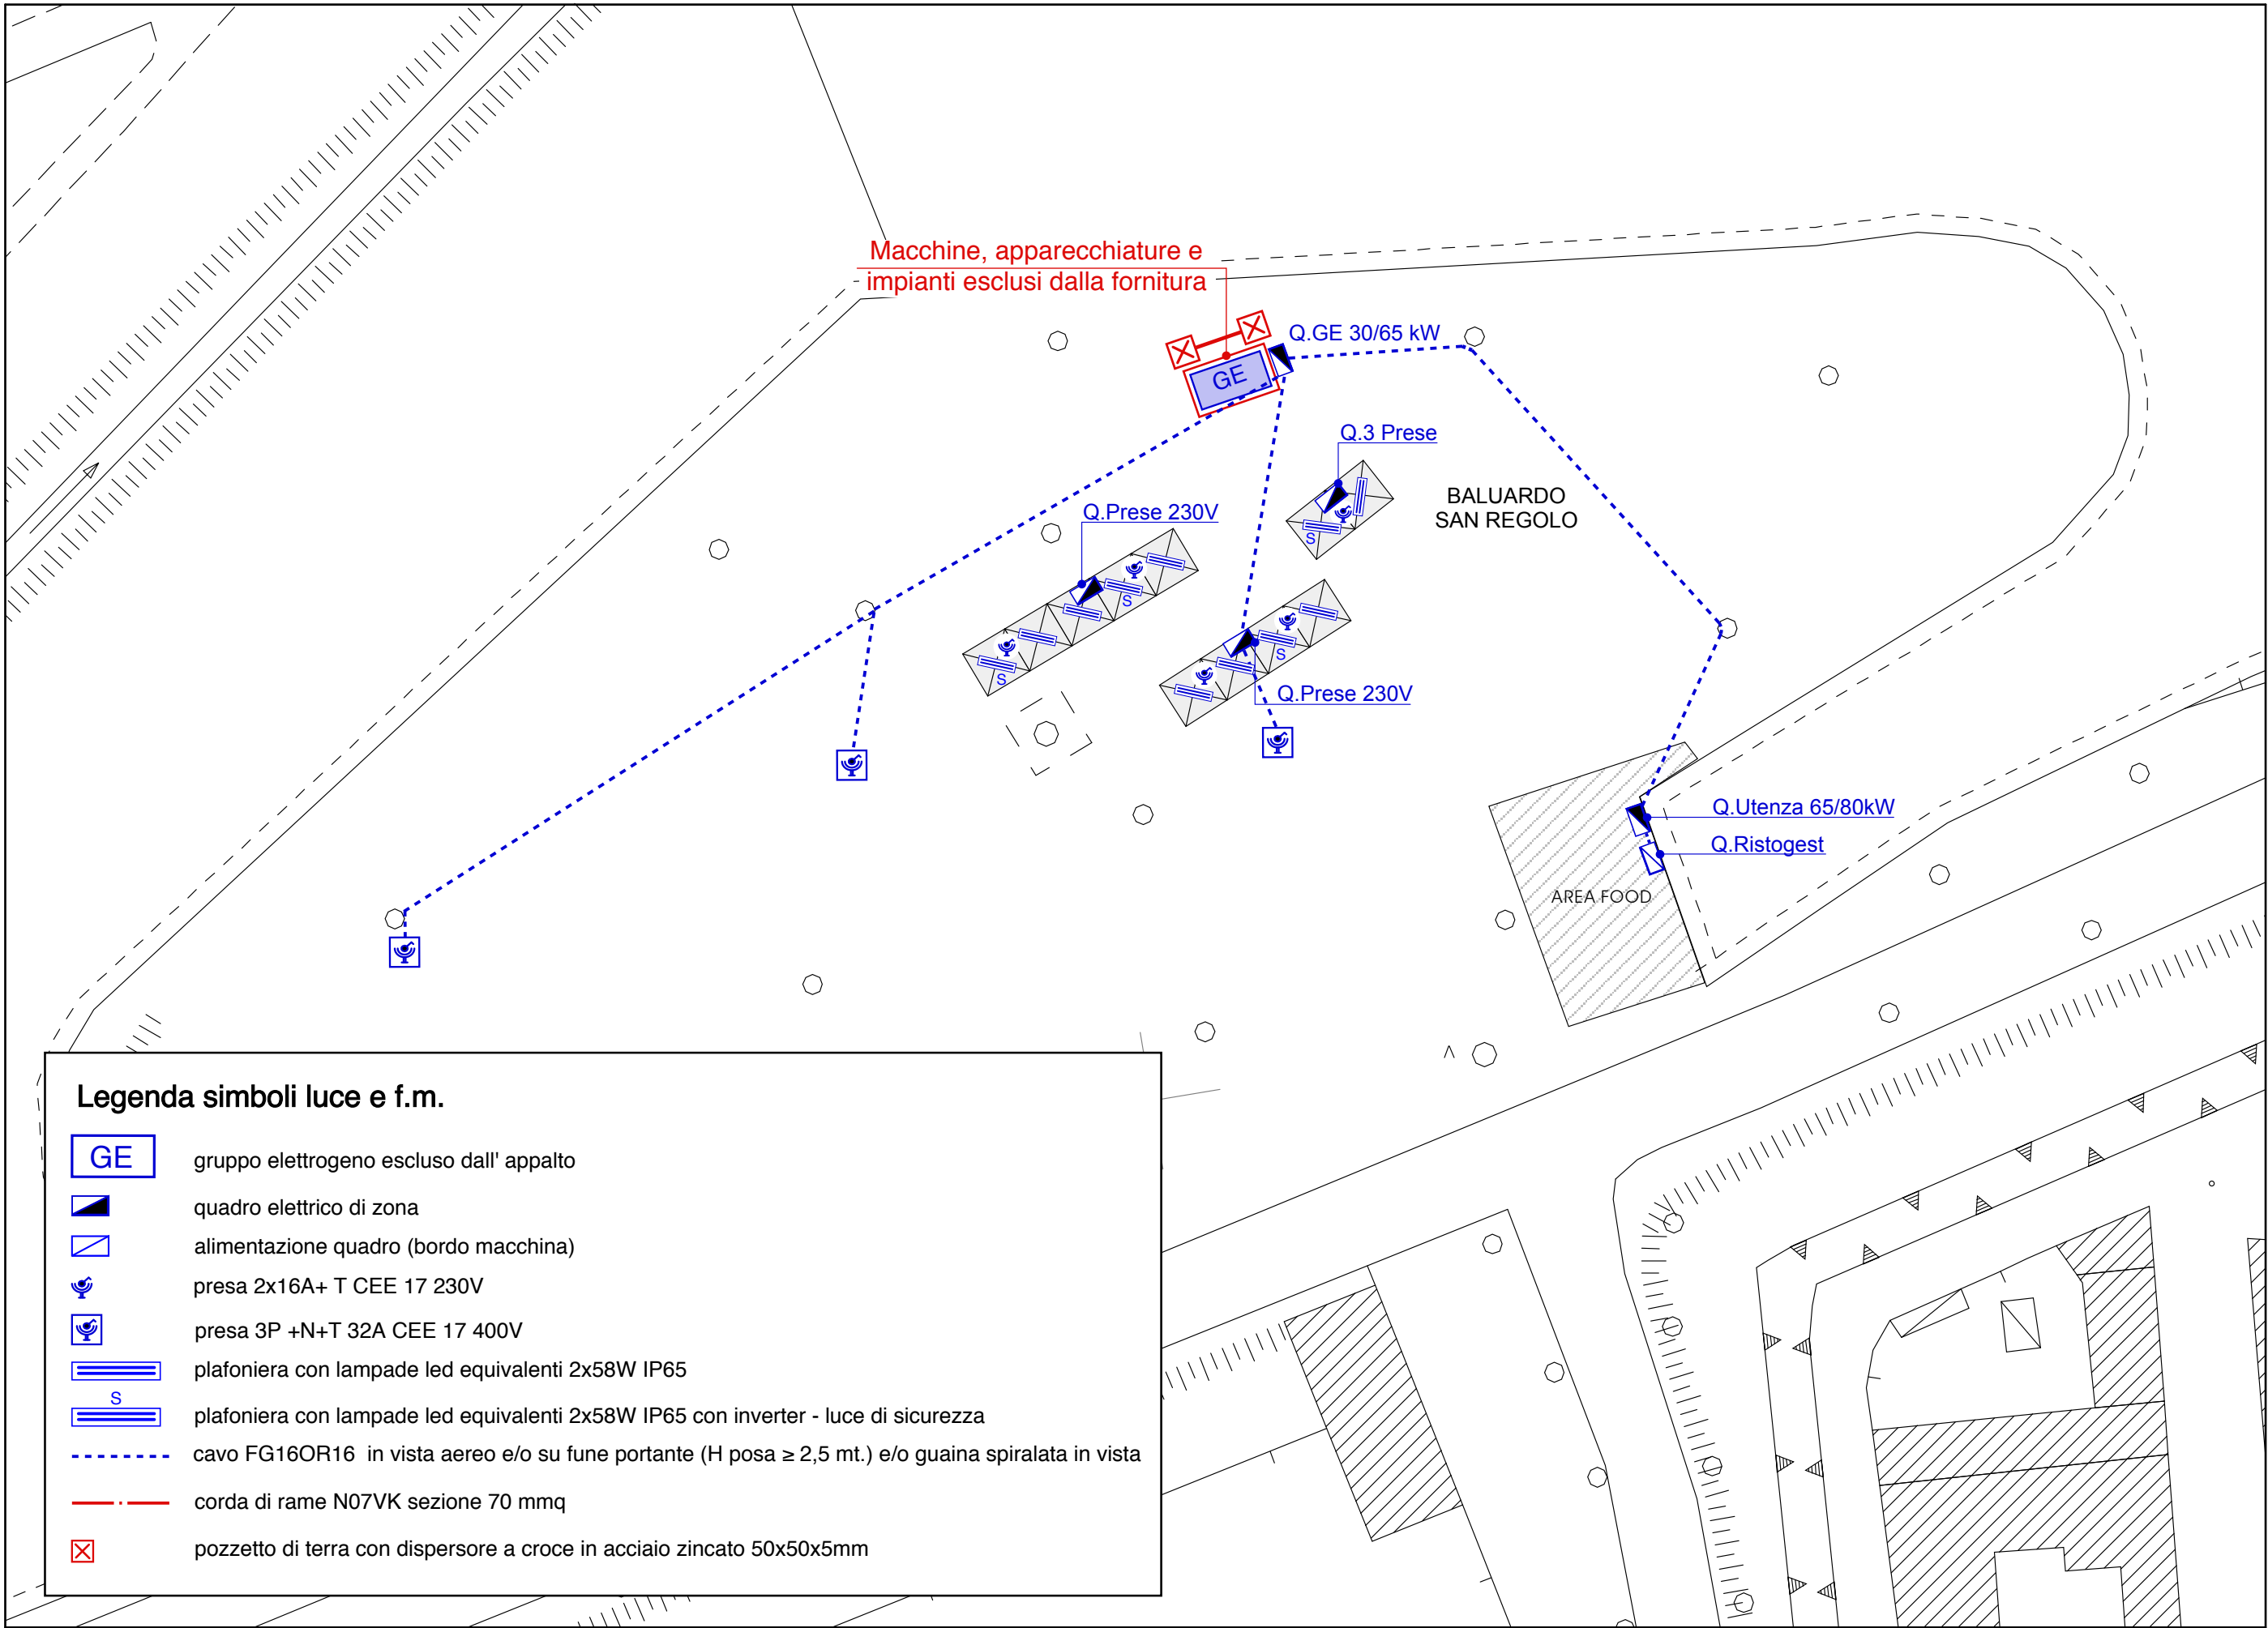 Macchine, apparecchiature e
impianti esclusi dalla fornitura
Q.GE 30/65 kW
GE
Q.3 Prese
BALUARDO
SAN REGOLO
Q.Prese 230V
S
S
S
S
Q.Prese 230V
Q.Utenza 65/80kW
Q.Ristogest
AREA FOOD
Legenda simboli luce e f.m.
GE
gruppo elettrogeno escluso dall' appalto
quadro elettrico di zona
alimentazione quadro (bordo macchina)
presa 2x16A+ T CEE 17 230V
presa 3P +N+T 32A CEE 17 400V
plafoniera con lampade led equivalenti 2x58W IP65
S
plafoniera con lampade led equivalenti 2x58W IP65 con inverter - luce di sicurezza
cavo FG16OR16 in vista aereo e/o su fune portante (H posa ≥ 2,5 mt.) e/o guaina spiralata in vista
corda di rame N07VK sezione 70 mmq
pozzetto di terra con dispersore a croce in acciaio zincato 50x50x5mm